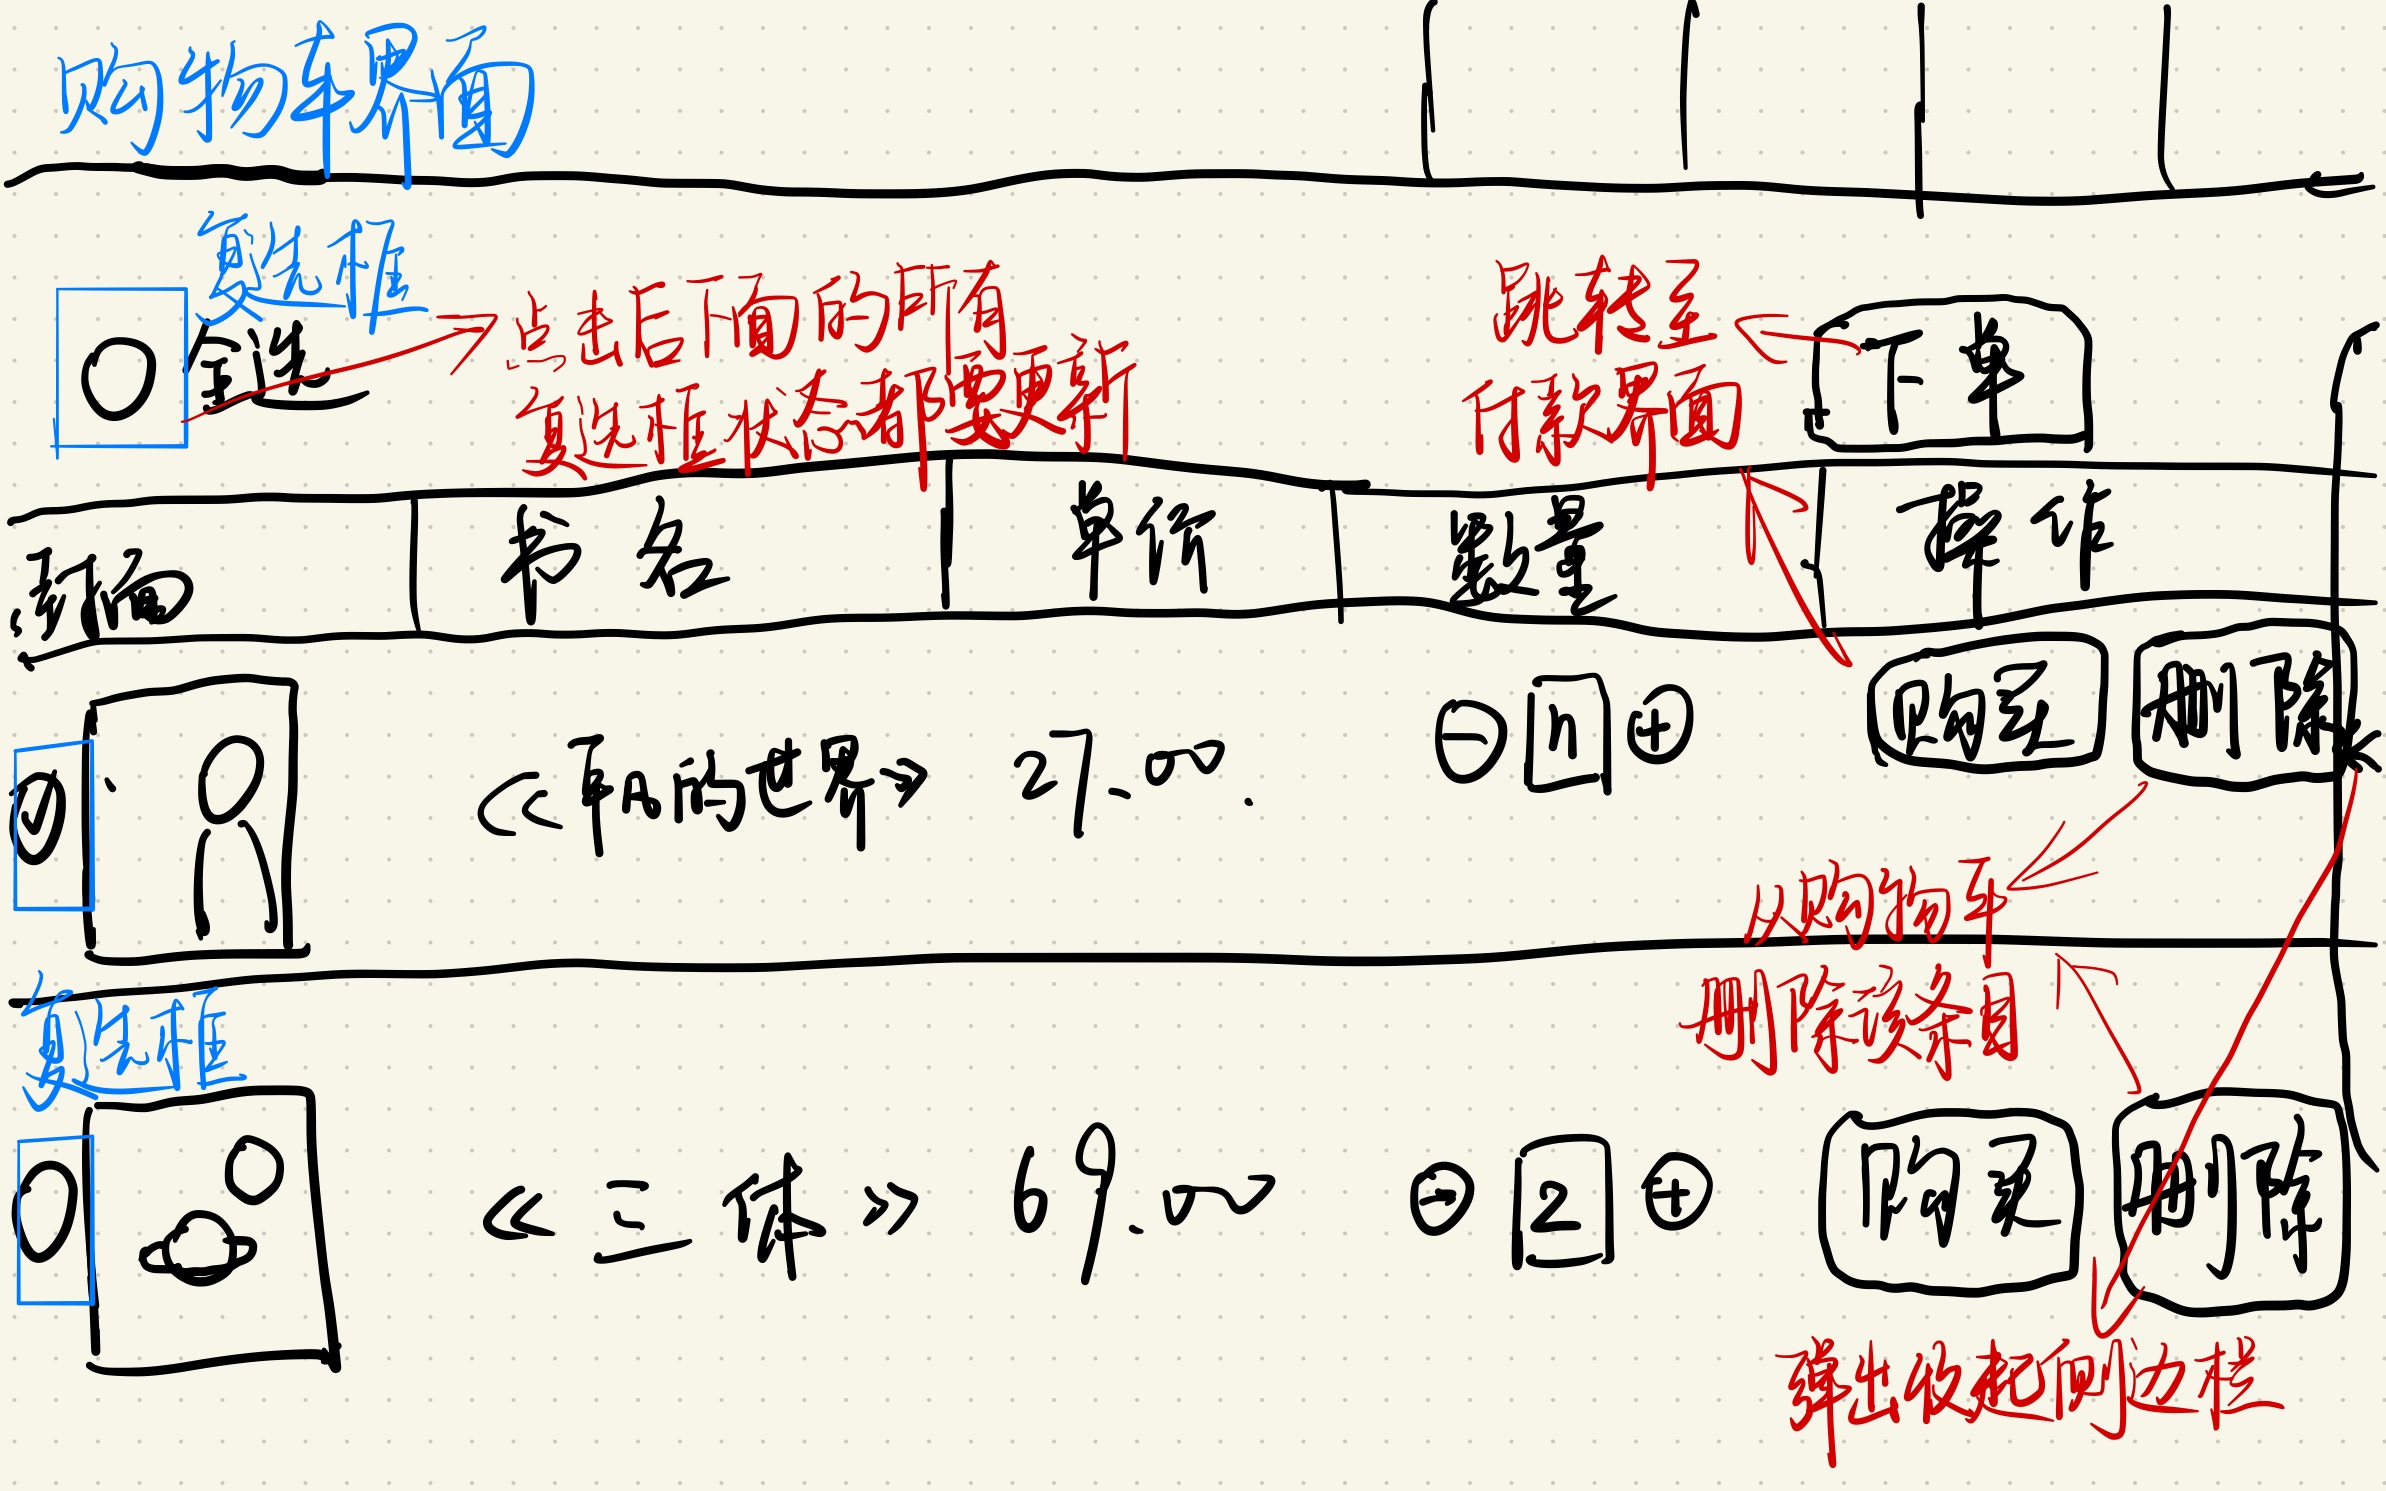 购物车界面
复选框
全选
点击后下面的所有
复选框状态都要更新
跳转至
付款界面
下单
封面 书名 单价 数量 操作
《平凡的世界》 27.00 - n + 购买 删除
从购物车
删除该条目
复选框
《三体》 69.00 - 2 + 购买 删除
弹出收起侧边栏